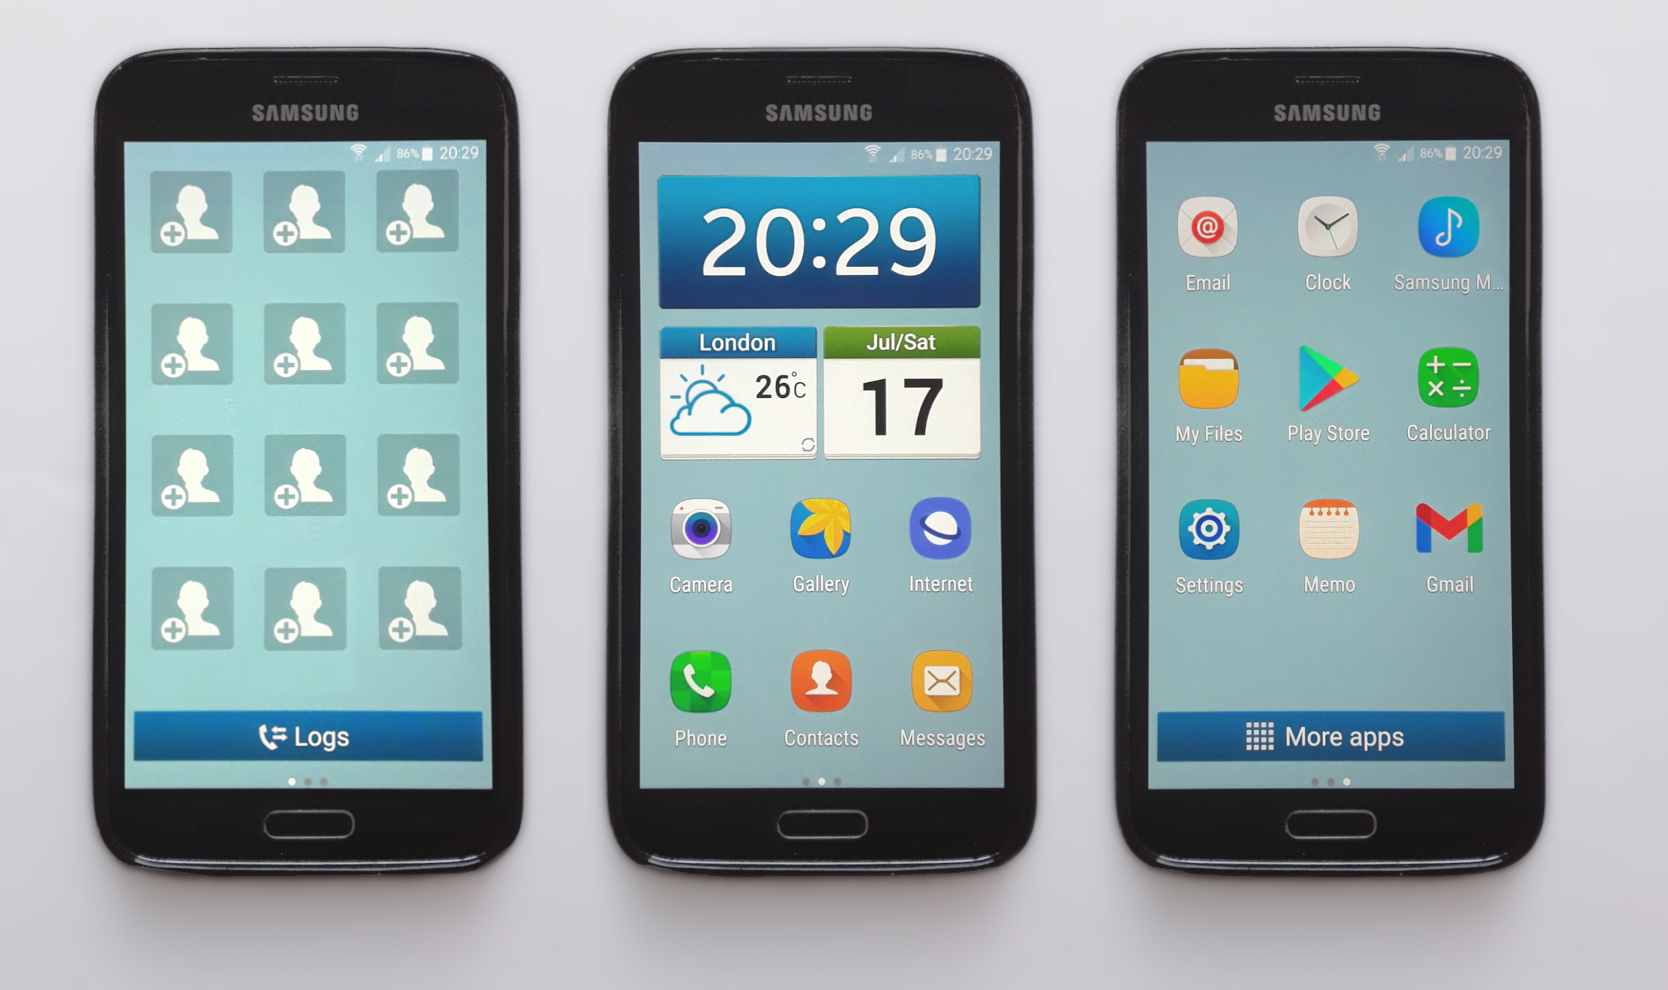 SAMSUNG
86% 20:29
Logs
SAMSUNG
86% 20:29
20:29
London
26°C
Jul/Sat
17
Camera Gallery Internet
Phone Contacts Messages
SAMSUNG
86% 20:29
@
Email Clock Samsung M...
My Files Play Store Calculator
Settings Memo Gmail
More apps